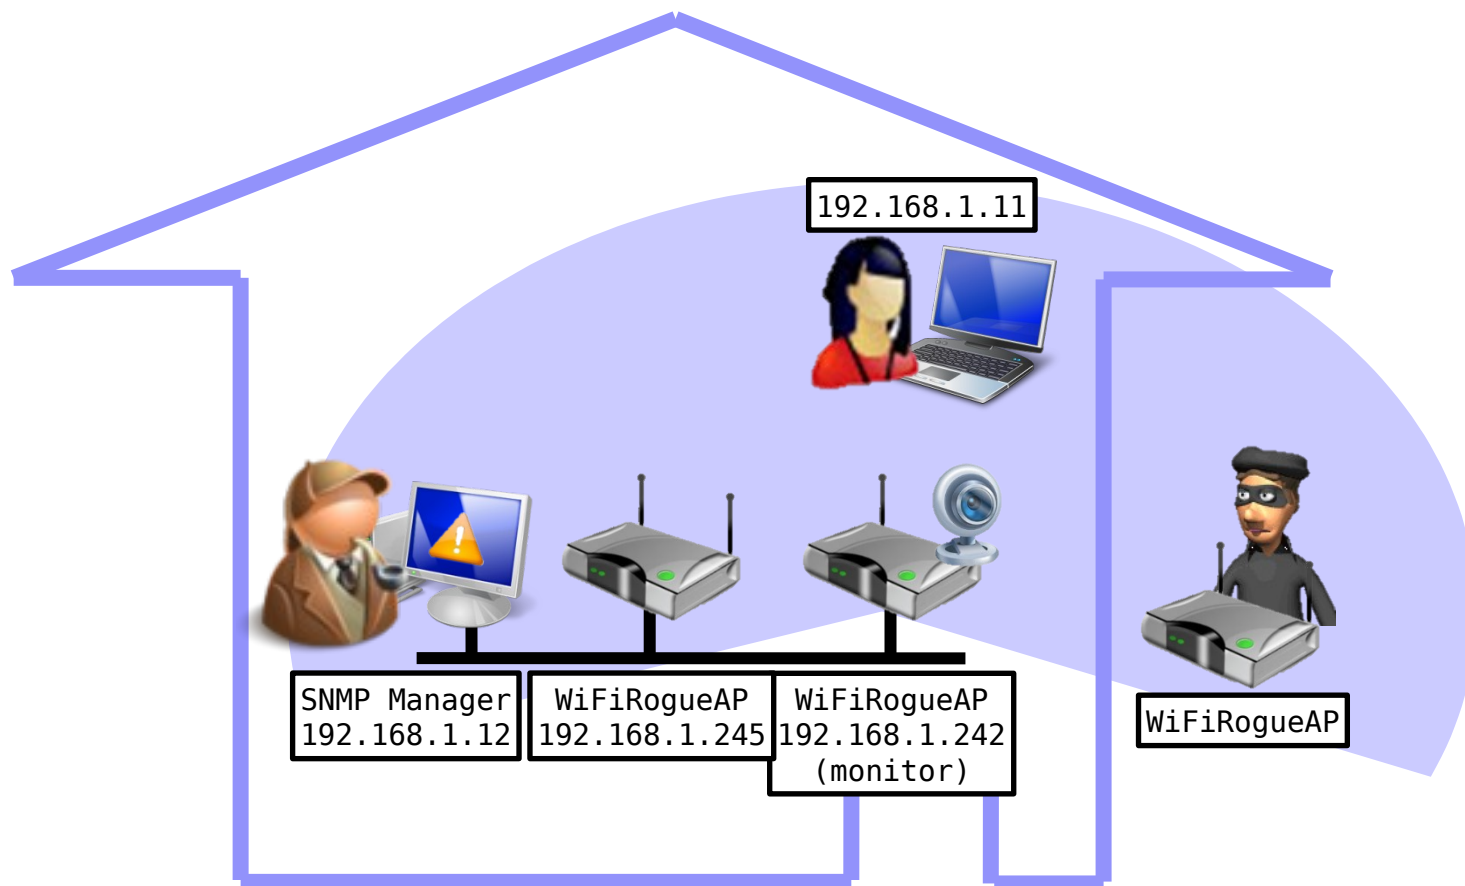 192.168.1.11
SNMP Manager
192.168.1.12
WiFiRogueAP
192.168.1.245
WiFiRogueAP
192.168.1.242
(monitor)
WiFiRogueAP